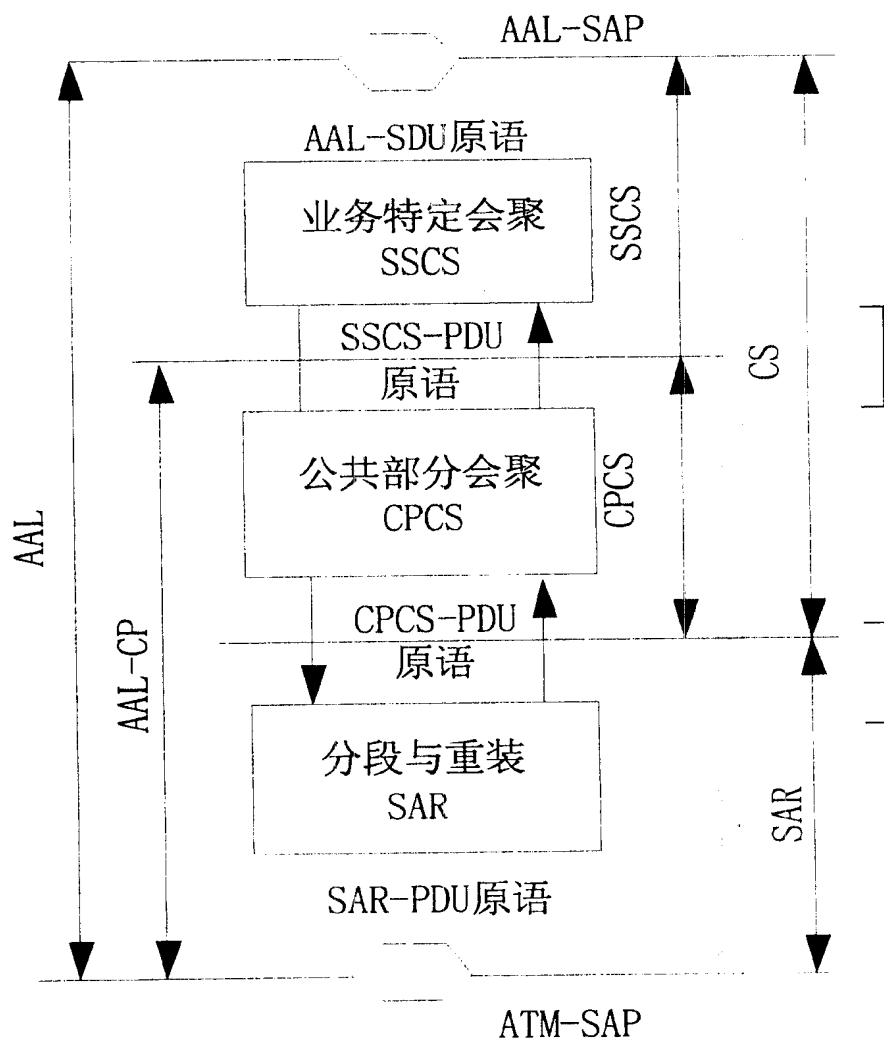 AAL-SAP
AAL-SDU原语
业务特定会聚
SSCS
SSCS
SSCS-PDU
原语
CS
公共部分会聚
CPCS
CPCS
AAL
AAL-CP
CPCS-PDU
原语
分段与重装
SAR
SAR
SAR-PDU原语
ATM-SAP